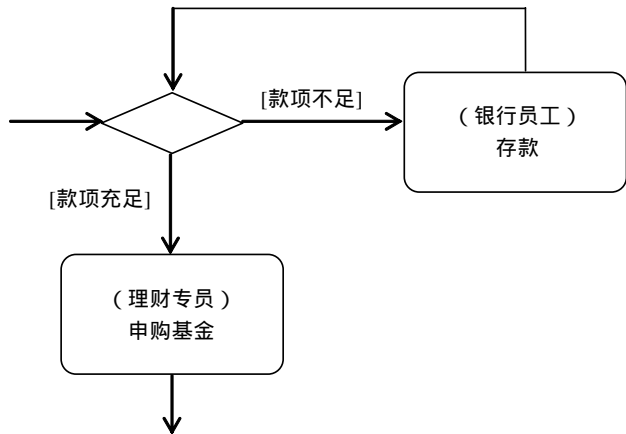 [款项不足]
（银行员工）
存款
[款项充足]
（理财专员）
申购基金